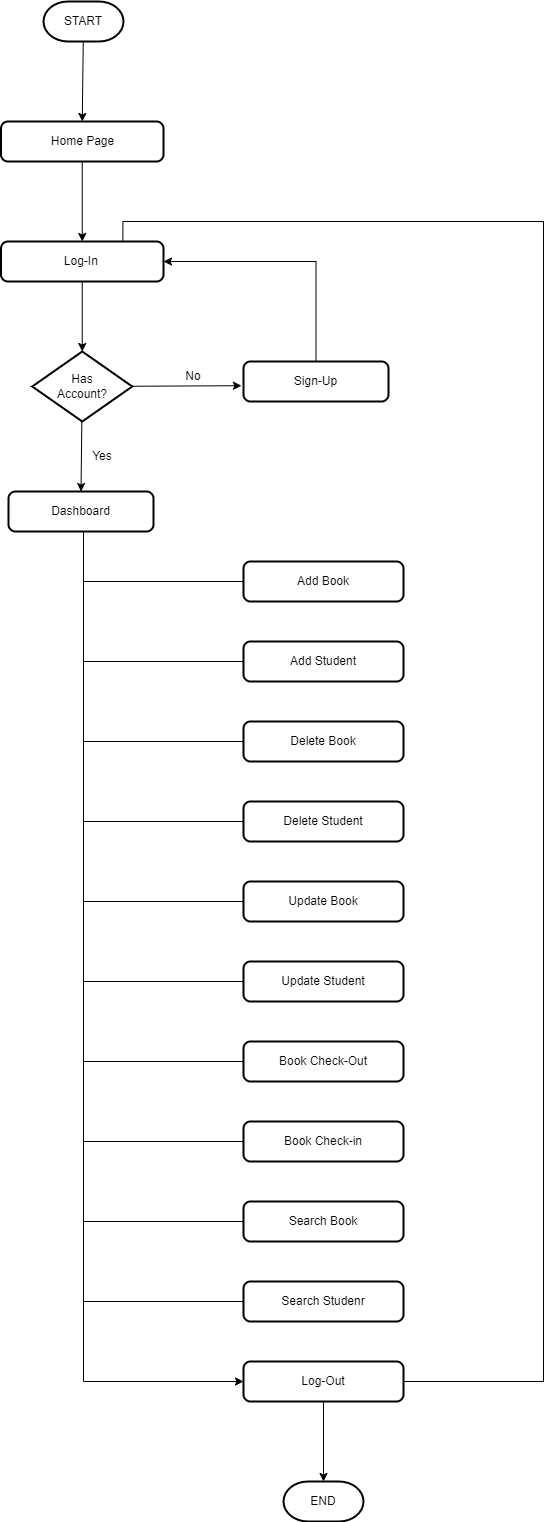 START
Home Page
Log-In
Has
Account?
No
Sign-Up
Yes
Dashboard
Add Book
Add Student
Delete Book
Delete Student
Update Book
Update Student
Book Check-Out
Book Check-in
Search Book
Search Studenr
Log-Out
END